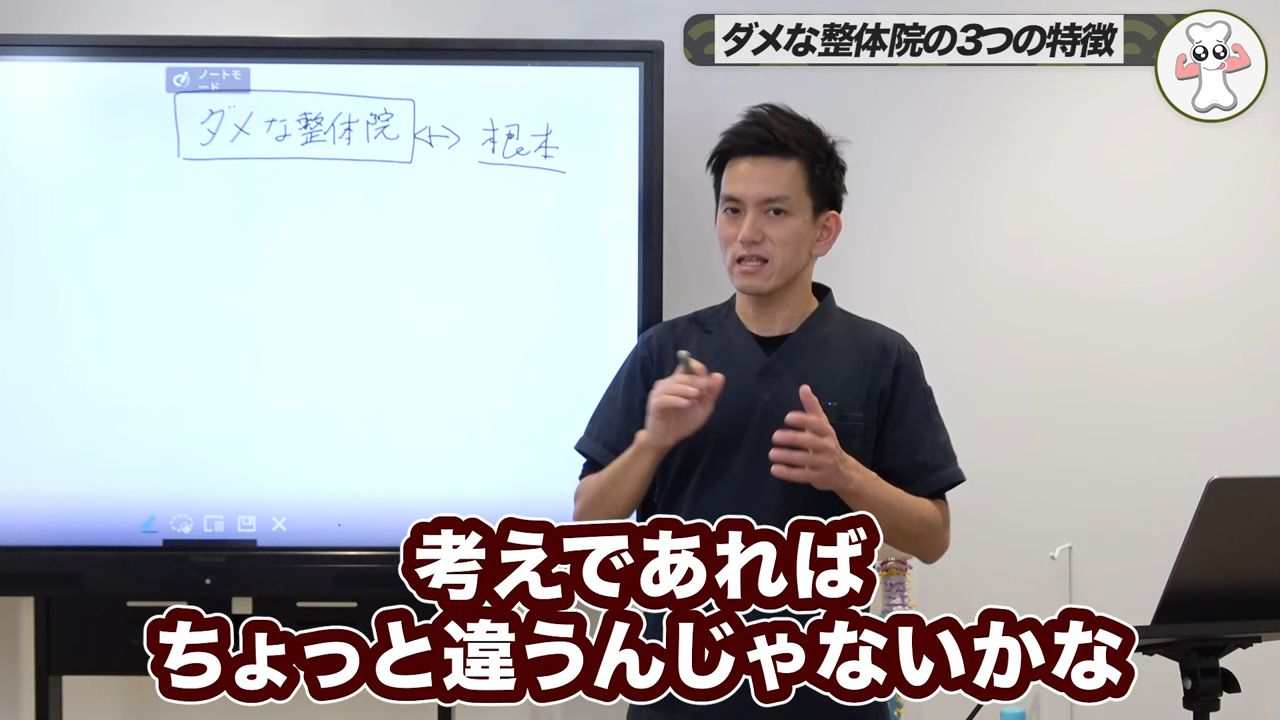 ダメな整体院の3つの特徴
ノートモ
ード
ダメな整体院 ↔ 根本
考えであれば
ちょっと違うんじゃないかな